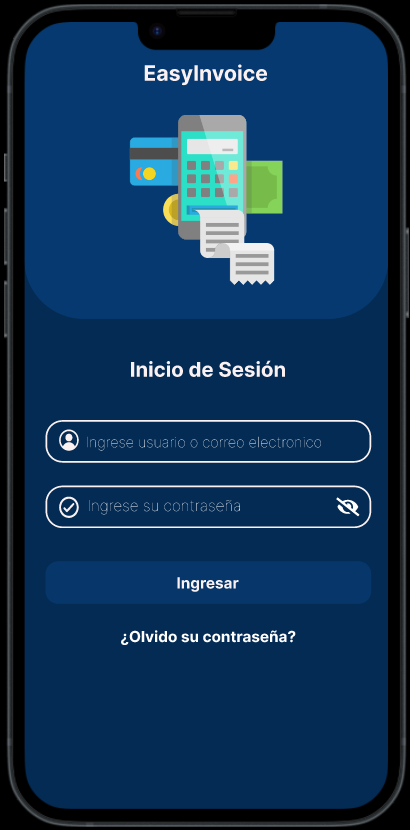 EasyInvoice
Inicio de Sesión
Ingrese usuario o correo electronico
Ingrese su contraseña
Ingresar
¿Olvido su contraseña?